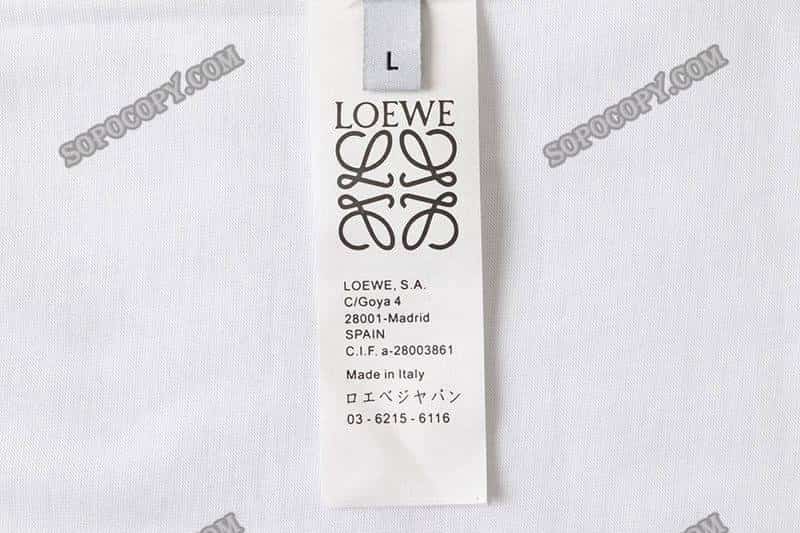 SOPOCOPY.COM
SOPOCOPY.COM
L
LOEWE
LOEWE, S.A.
C/Goya 4
28001-Madrid
SPAIN
C.I.F. a-28003861
Made in Italy
ロエベジャパン
03 - 6215 - 6116